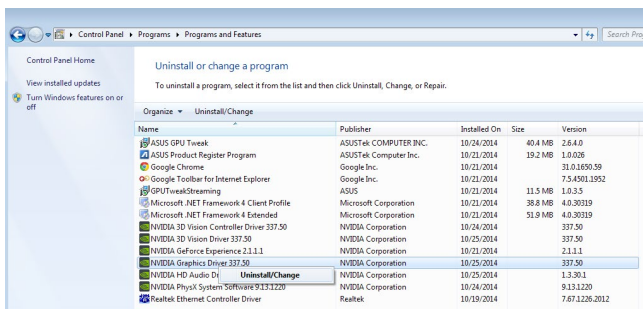 Control Panel ▸ Programs ▸ Programs and Features
Search Pro
Control Panel Home
View installed updates
Turn Windows features on or
off
Uninstall or change a program
To uninstall a program, select it from the list and then click Uninstall, Change, or Repair.
Organize Uninstall/Change
Name Publisher Installed On Size Version
ASUS GPU Tweak ASUSTek COMPUTER INC. 10/24/2014 40.4 MB 2.6.4.0
ASUS Product Register Program ASUSTek Computer Inc. 10/21/2014 19.2 MB 1.0.026
Google Chrome Google Inc. 10/21/2014 31.0.1650.59
Google Toolbar for Internet Explorer Google Inc. 10/21/2014 7.5.4501.1952
GPUTweakStreaming ASUS 10/21/2014 11.5 MB 1.0.3.5
Microsoft .NET Framework 4 Client Profile Microsoft Corporation 10/21/2014 38.8 MB 4.0.30319
Microsoft .NET Framework 4 Extended Microsoft Corporation 10/21/2014 51.9 MB 4.0.30319
NVIDIA 3D Vision Controller Driver 337.50 NVIDIA Corporation 10/24/2014 337.50
NVIDIA 3D Vision Driver 337.50 NVIDIA Corporation 10/25/2014 337.50
NVIDIA GeForce Experience 2.1.1.1 NVIDIA Corporation 10/21/2014 2.1.1.1
NVIDIA Graphics Driver 337.50 NVIDIA Corporation 10/25/2014 337.50
NVIDIA HD Audio Dr Uninstall/Change NVIDIA Corporation 10/25/2014 1.3.30.1
NVIDIA PhysX System Software 9.13.1220 NVIDIA Corporation 10/24/2014 9.13.1220
Realtek Ethernet Controller Driver Realtek 10/19/2014 7.67.1226.2012